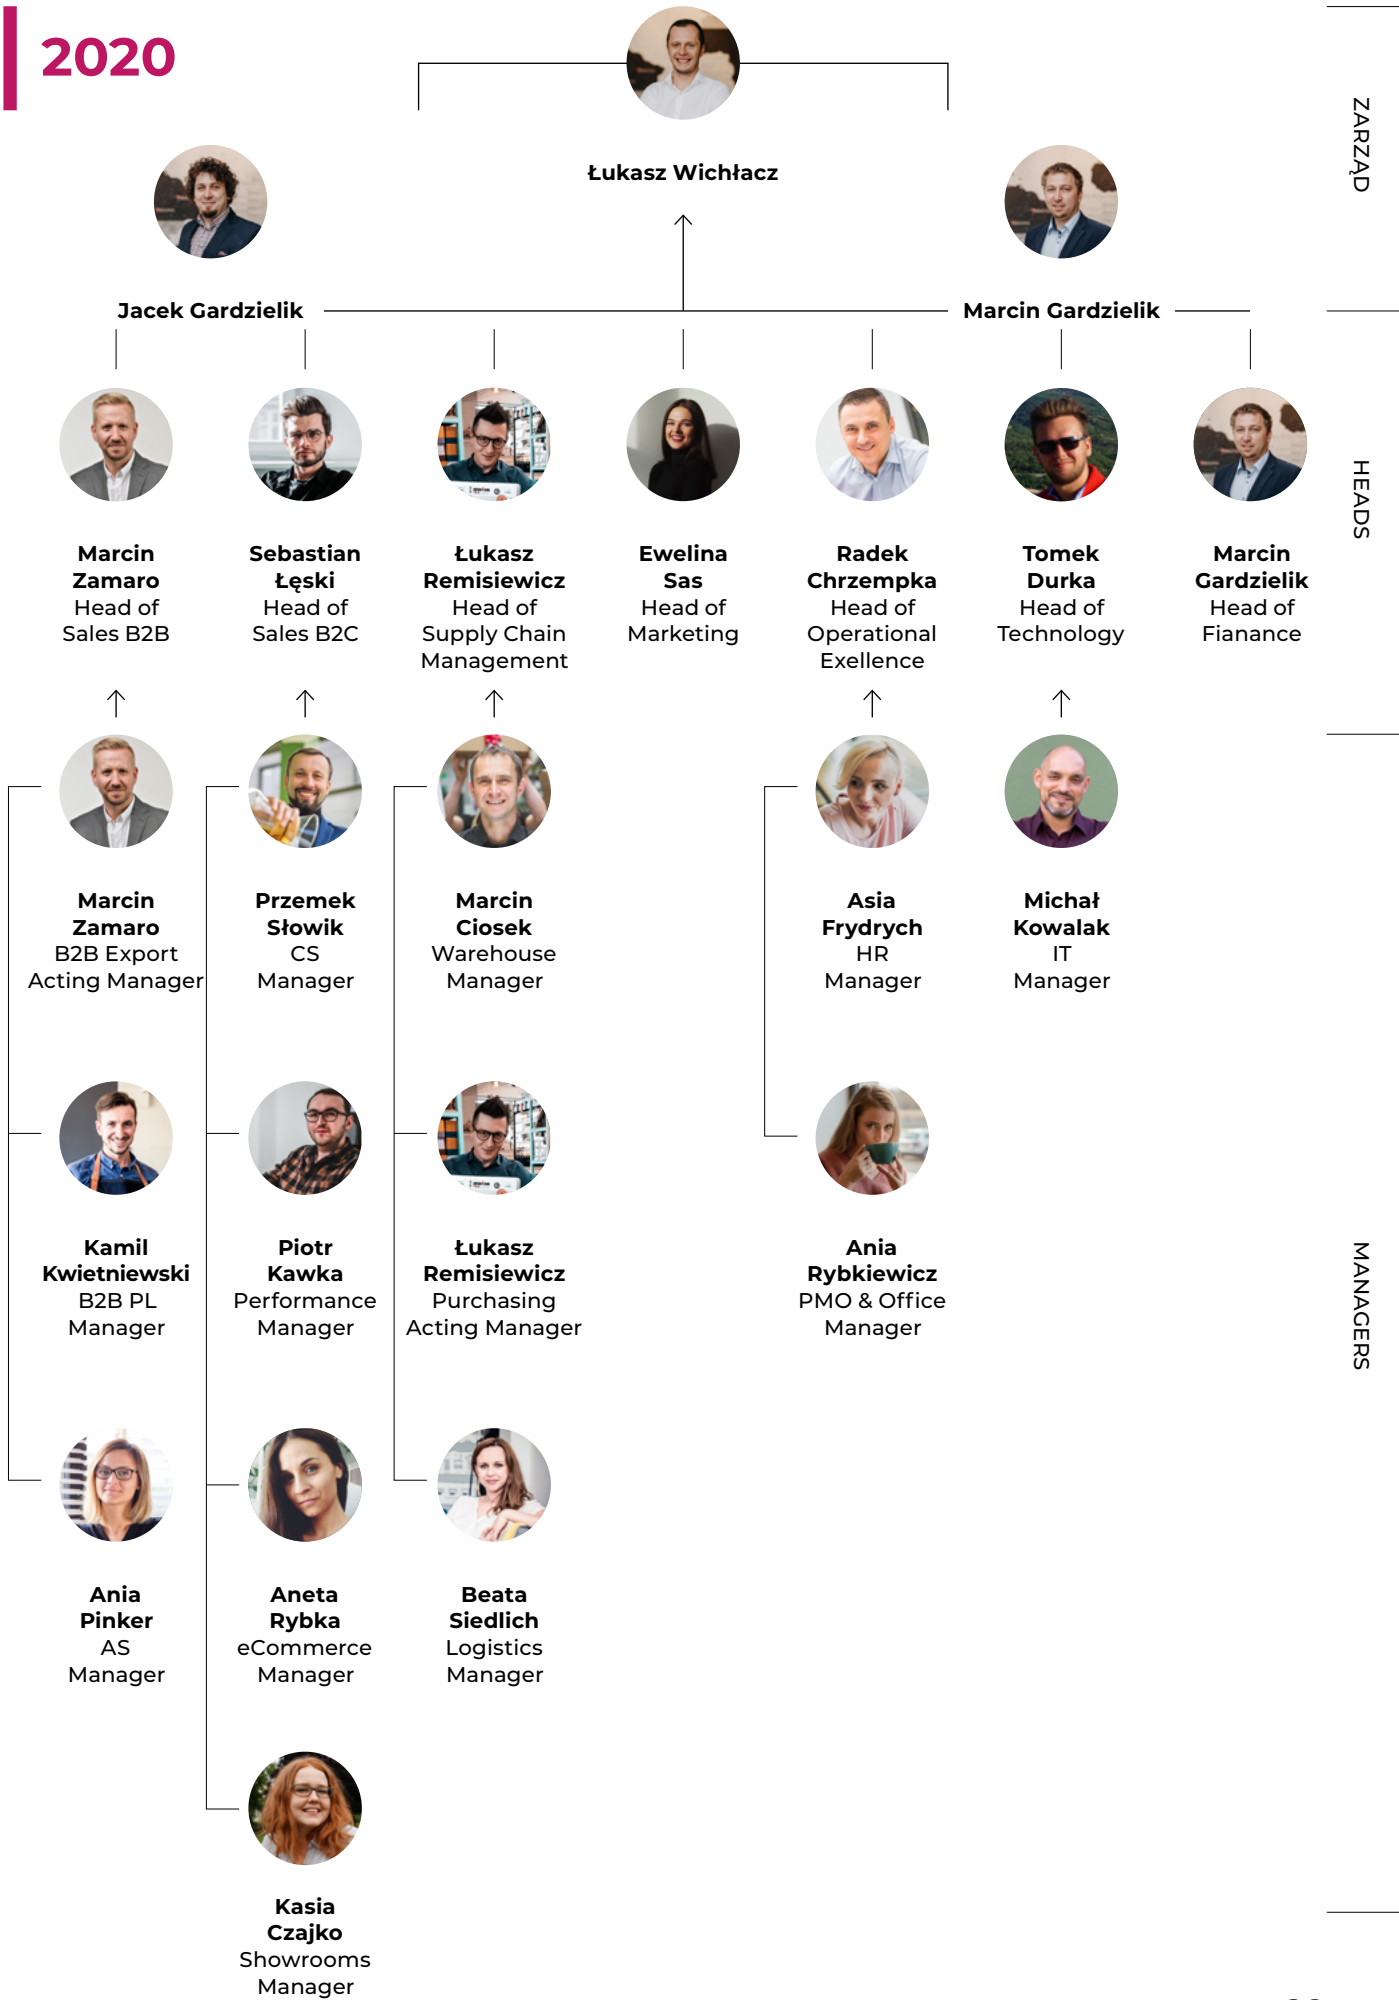 2020
ZARZĄD
Łukasz Wichłacz
Jacek Gardzielik
Marcin Gardzielik
HEADS
Marcin
Zamaro
Head of
Sales B2B
Sebastian
Łęski
Head of
Sales B2C
Łukasz
Remisiewicz
Head of
Supply Chain
Management
Ewelina
Sas
Head of
Marketing
Radek
Chrzempka
Head of
Operational
Exellence
Tomek
Durka
Head of
Technology
Marcin
Gardzielik
Head of
Fianance
MANAGERS
Marcin
Zamaro
B2B Export
Acting Manager
Przemek
Słowik
CS
Manager
Marcin
Ciosek
Warehouse
Manager
Asia
Frydrych
HR
Manager
Michał
Kowalak
IT
Manager
Kamil
Kwietniewski
B2B PL
Manager
Piotr
Kawka
Performance
Manager
Łukasz
Remisiewicz
Purchasing
Acting Manager
Ania
Rybkiewicz
PMO & Office
Manager
Ania
Pinker
AS
Manager
Aneta
Rybka
eCommerce
Manager
Beata
Siedlich
Logistics
Manager
Kasia
Czajko
Showrooms
Manager